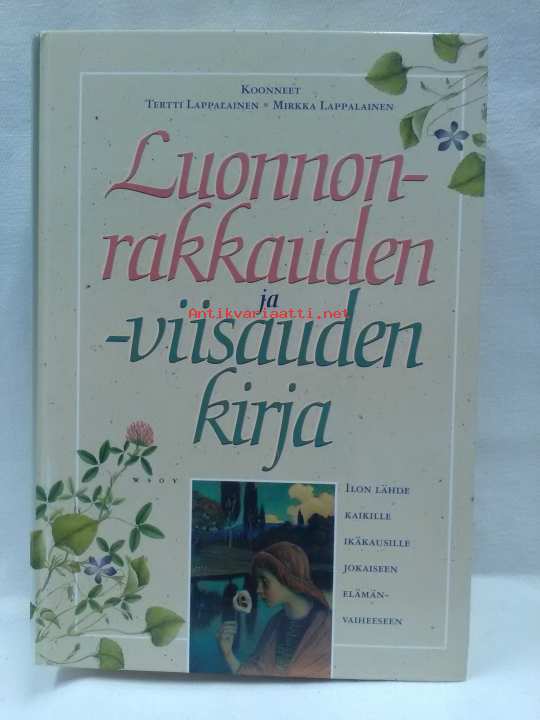 KOONNEET
TERTTI LAPPALAINEN • MIRKKA LAPPALAINEN
Luonnon-
rakkauden
ja
Antikvariaatti.net
-viisauden
kirja
WSOY
ILON LÄHDE
KAIKILLE
IKÄKAUSILLE
JOKAISEEN
ELÄMÄN-
VAIHEESEEN